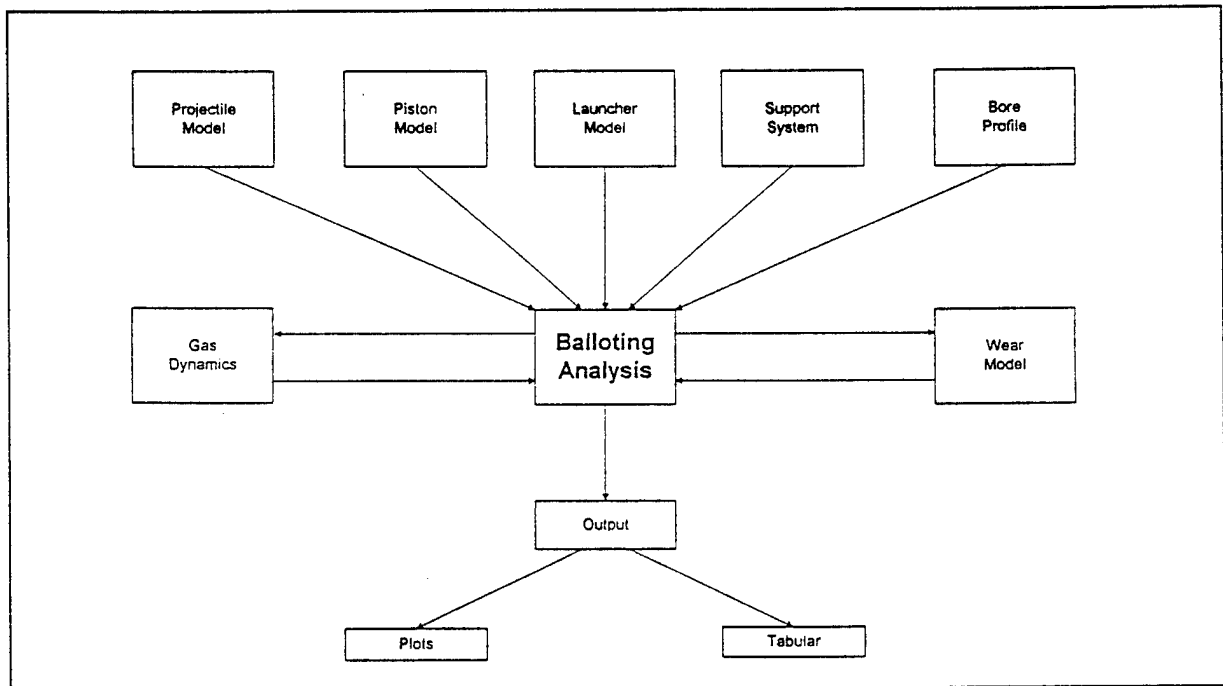 Projectile
Model
Piston
Model
Launcher
Model
Support
System
Bore
Profile
Gas
Dynamics
Balloting
Analysis
Wear
Model
Output
Plots
Tabular